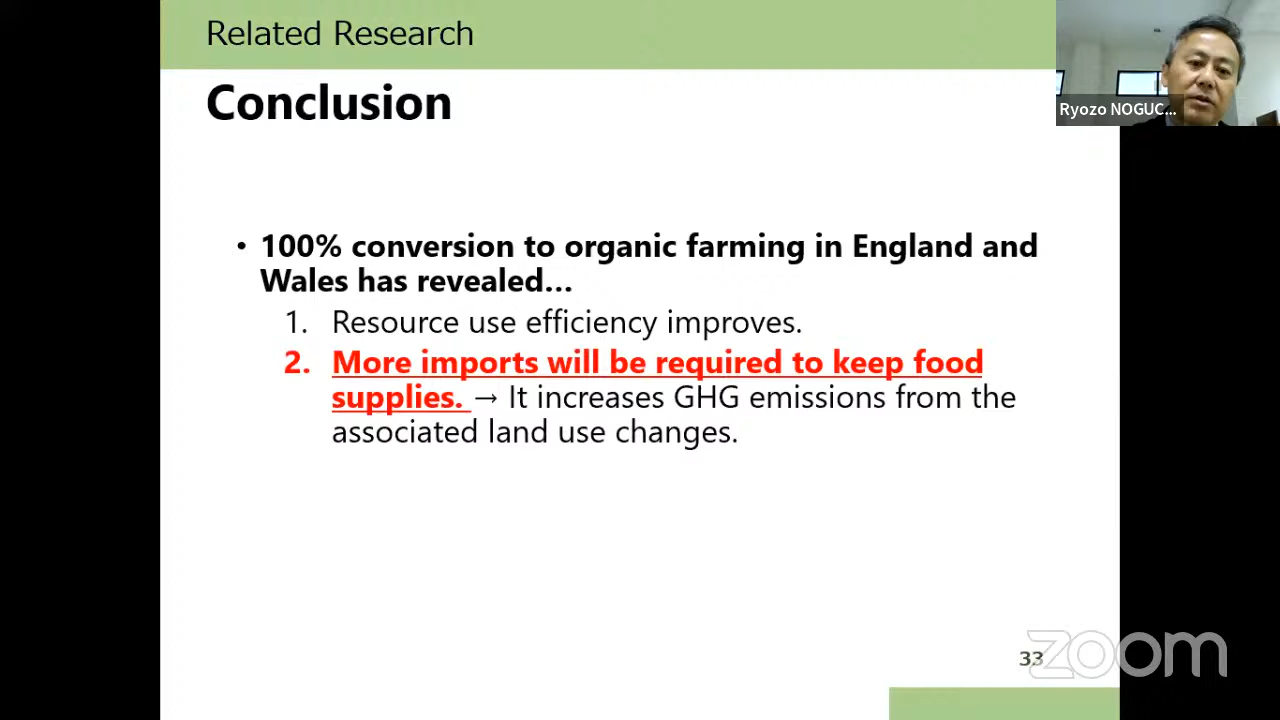 Related Research
Conclusion
Ryozo NOGUC...
• 100% conversion to organic farming in England and
Wales has revealed…
1. Resource use efficiency improves.
2. More imports will be required to keep food
supplies. → It increases GHG emissions from the
associated land use changes.
33
zoom